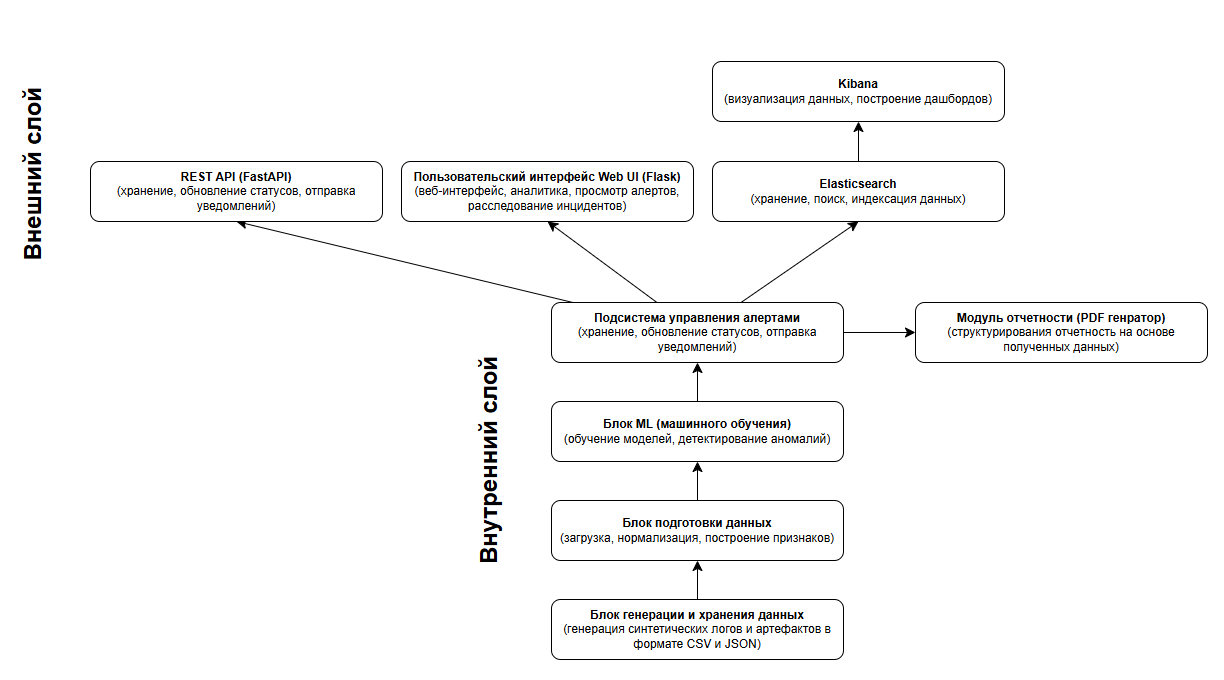 Внешний слой
Kibana
(визуализация данных, построение дашбордов)
REST API (FastAPI)
(хранение, обновление статусов, отправка
уведомлений)
Пользовательский интерфейс Web UI (Flask)
(веб-интерфейс, аналитика, просмотр алертов,
расследование инцидентов)
Elasticsearch
(хранение, поиск, индексация данных)
Подсистема управления алертами
(хранение, обновление статусов, отправка
уведомлений)
Модуль отчетности (PDF генратор)
(структурирования отчетность на основе
полученных данных)
Внутренний слой
Блок ML (машинного обучения)
(обучение моделей, детектирование аномалий)
Блок подготовки данных
(загрузка, нормализация, построение признаков)
Блок генерации и хранения данных
(генерация синтетических логов и артефактов в
формате CSV и JSON)